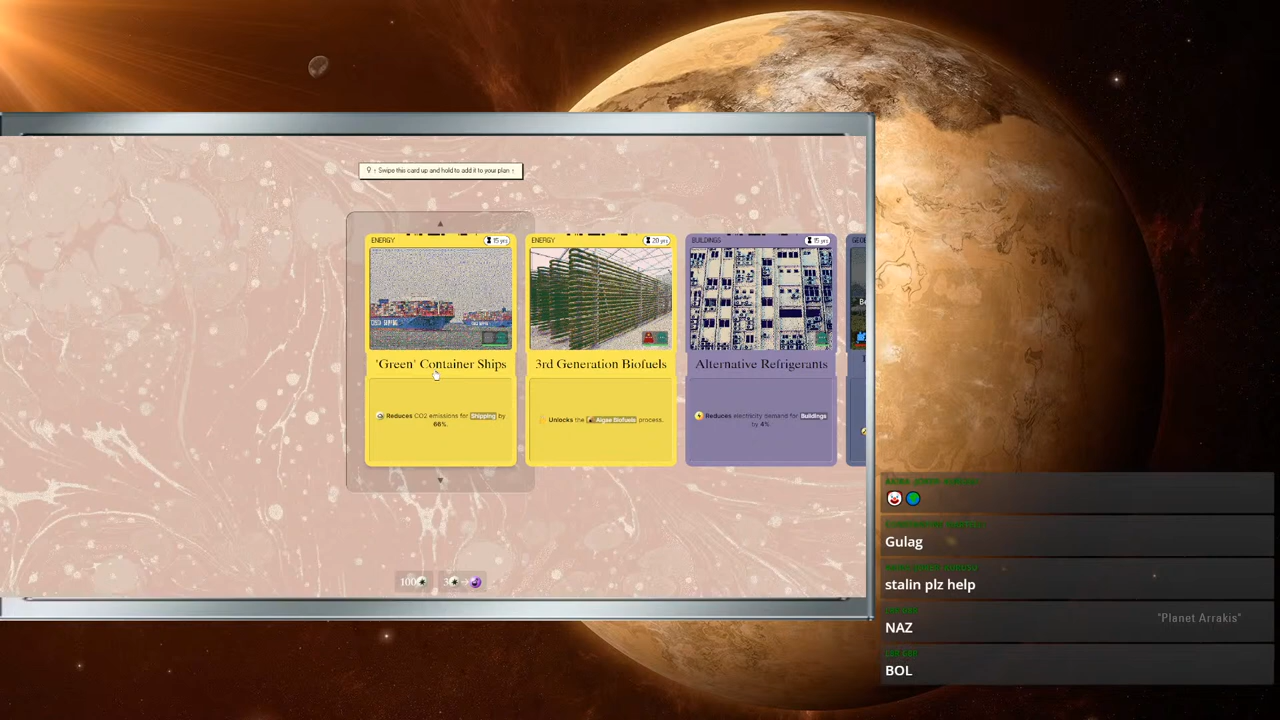 ↑ Swipe this card up and hold to add it to your plan ↑
ENERGY
15 yrs
'Green' Container Ships
Reduces CO2 emissions for Shipping by
66%.
ENERGY
20 yrs
3rd Generation Biofuels
Unlocks the Algae Biofuels process.
BUILDINGS
15 yrs
Alternative Refrigerants
Reduces electricity demand for Buildings
by 4%.
100
Gulag
stalin plz help
"Planet Arrakis"
NAZ
BOL